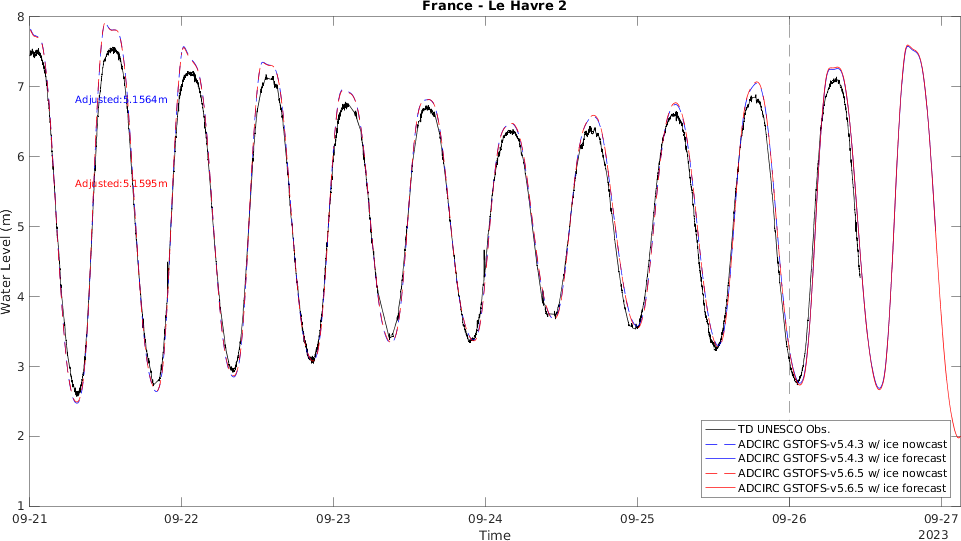 France - Le Havre 2
8
7
6
5
4
3
2
1
Water Level (m)
Adjusted:5.1564m
Adjusted:5.1595m
TD UNESCO Obs.
ADCIRC GSTOFS-v5.4.3 w/ ice nowcast
ADCIRC GSTOFS-v5.4.3 w/ ice forecast
ADCIRC GSTOFS-v5.6.5 w/ ice nowcast
ADCIRC GSTOFS-v5.6.5 w/ ice forecast
09-21 09-22 09-23 09-24 09-25 09-26 09-27
Time 2023